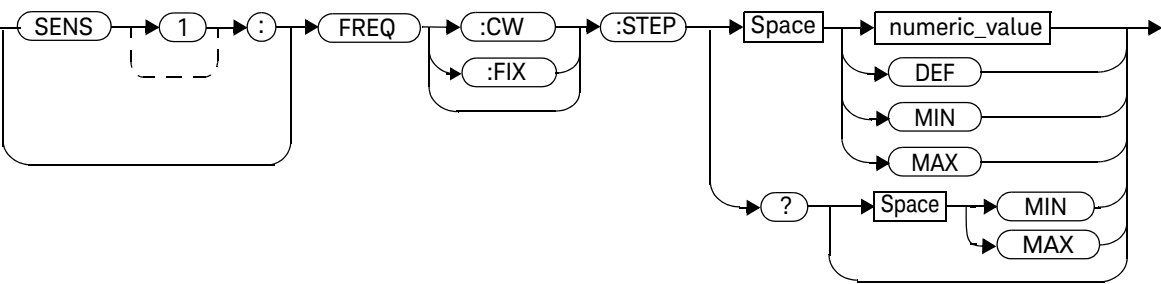 SENS 1 : FREQ :CW :STEP Space numeric_value
:FIX DEF
MIN
MAX
? Space MIN
MAX